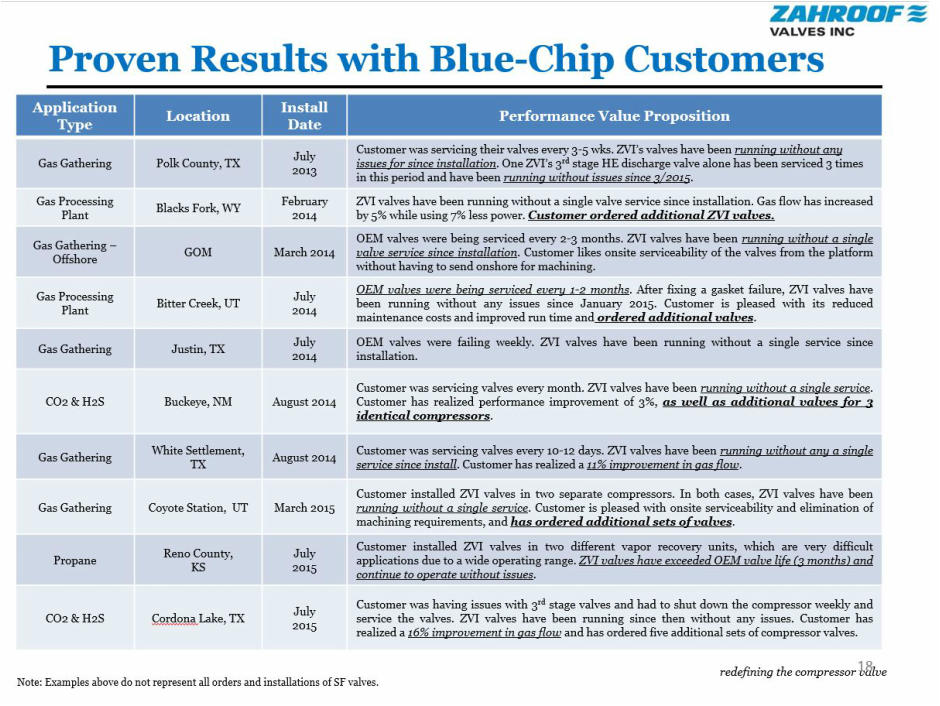 ZAHROOF
VALVES INC
Proven Results with Blue-Chip Customers
Application
Type
Location
Install
Date
Performance Value Proposition
Gas Gathering
Polk County, TX
July
2013
Customer was servicing their valves every 3-5 wks. ZVI's valves have been running without any
issues for since installation. One ZVI's 3rd stage HE discharge valve alone has been serviced 3 times
in this period and have been running without issues since 3/2015.
Gas Processing
Plant
Blacks Fork, WY
February
2014
ZVI valves have been running without a single valve service since installation. Gas flow has increased
by 5% while using 7% less power. Customer ordered additional ZVI valves.
Gas Gathering –
Offshore
GOM
March 2014
OEM valves were being serviced every 2-3 months. ZVI valves have been running without a single
valve service since installation. Customer likes onsite serviceability of the valves from the platform
without having to send onshore for machining.
Gas Processing
Plant
Bitter Creek, UT
July
2014
OEM valves were being serviced every 1-2 months. After fixing a gasket failure, ZVI valves have
been running without any issues since January 2015. Customer is pleased with its reduced
maintenance costs and improved run time and ordered additional valves.
Gas Gathering
Justin, TX
July
2014
OEM valves were failing weekly. ZVI valves have been running without a single service since
installation.
CO2 & H2S
Buckeye, NM
August 2014
Customer was servicing valves every month. ZVI valves have been running without a single service.
Customer has realized performance improvement of 3%, as well as additional valves for 3
identical compressors.
Gas Gathering
White Settlement,
TX
August 2014
Customer was servicing valves every 10-12 days. ZVI valves have been running without any a single
service since install. Customer has realized a 11% improvement in gas flow.
Gas Gathering
Coyote Station, UT
March 2015
Customer installed ZVI valves in two separate compressors. In both cases, ZVI valves have been
running without a single service. Customer is pleased with onsite serviceability and elimination of
machining requirements, and has ordered additional sets of valves.
Propane
Reno County,
KS
July
2015
Customer installed ZVI valves in two different vapor recovery units, which are very difficult
applications due to a wide operating range. ZVI valves have exceeded OEM valve life (3 months) and
continue to operate without issues.
CO2 & H2S
Cordona Lake, TX
July
2015
Customer was having issues with 3rd stage valves and had to shut down the compressor weekly and
service the valves. ZVI valves have been running since then without any issues. Customer has
realized a 16% improvement in gas flow and has ordered five additional sets of compressor valves.
18
redefining the compressor valve
Note: Examples above do not represent all orders and installations of SF valves.